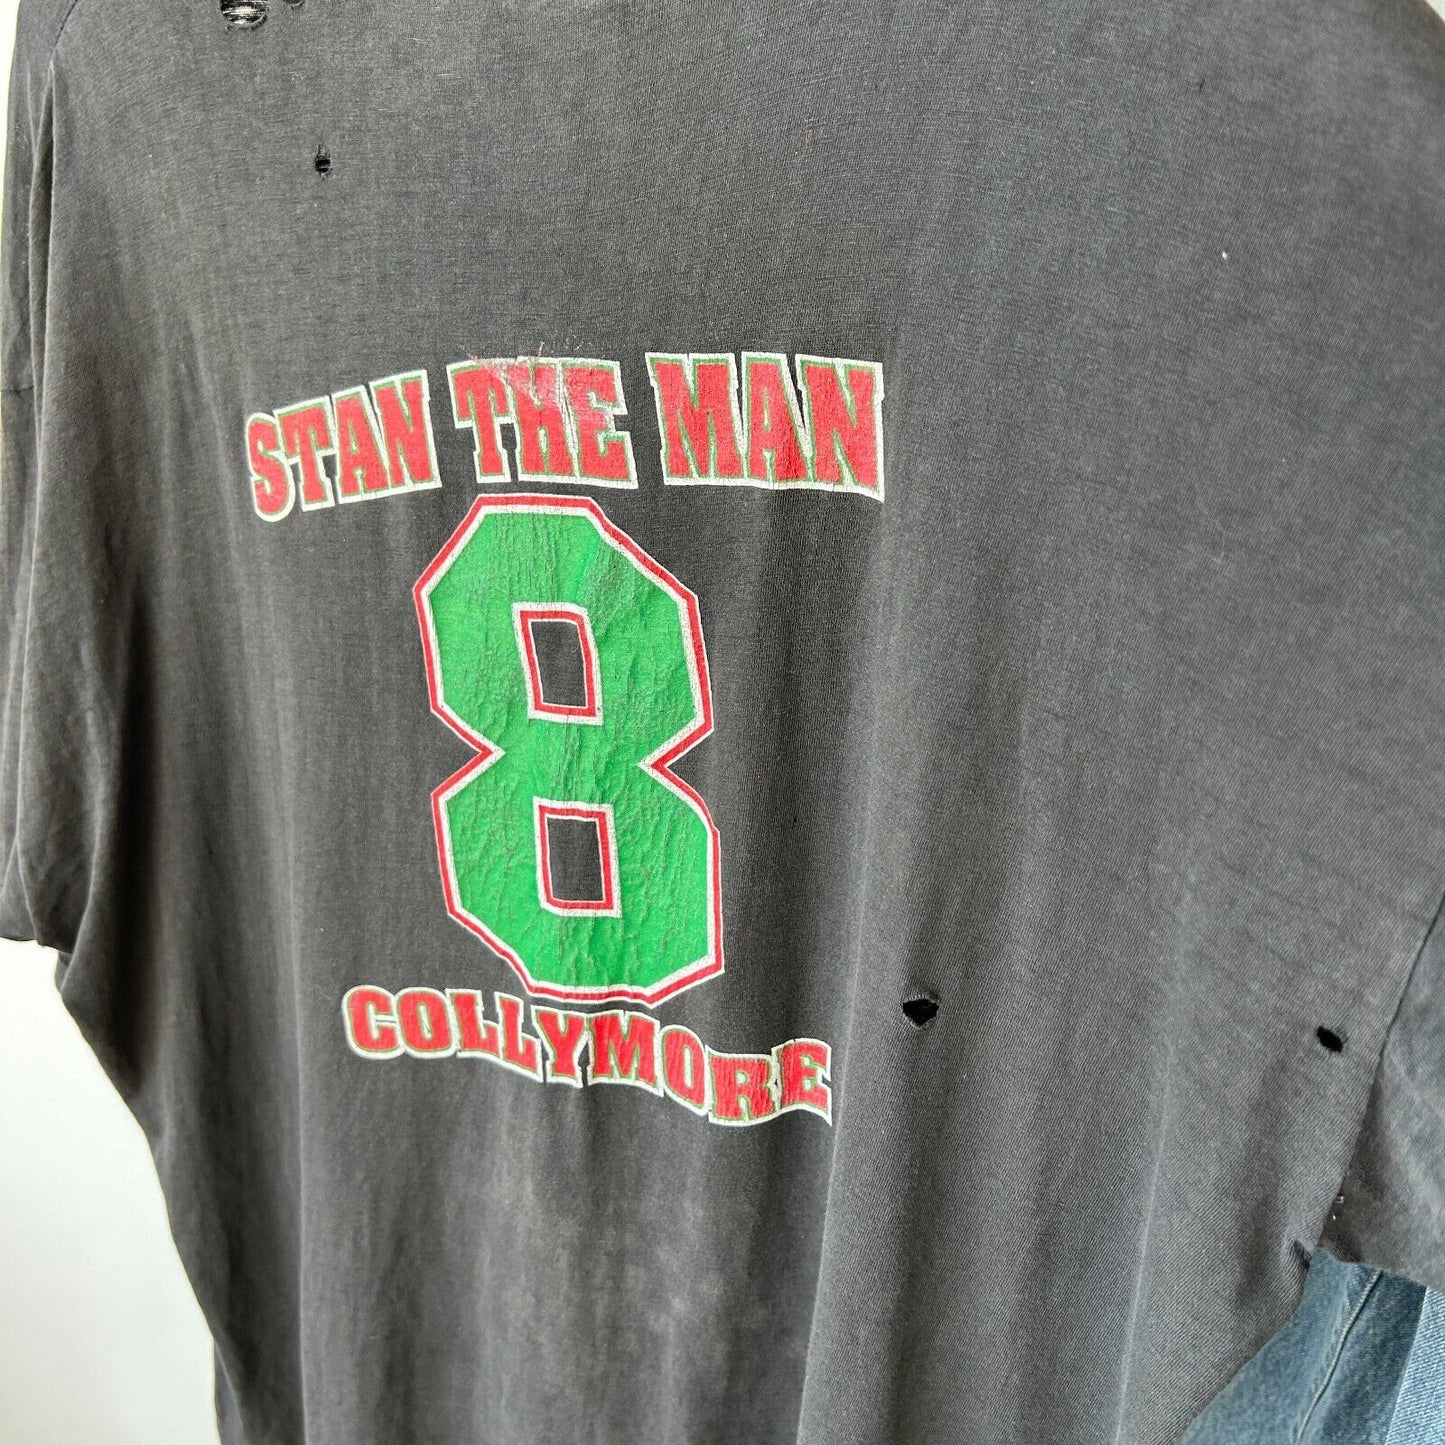 STAN THE MAN
8
COLLYMORE